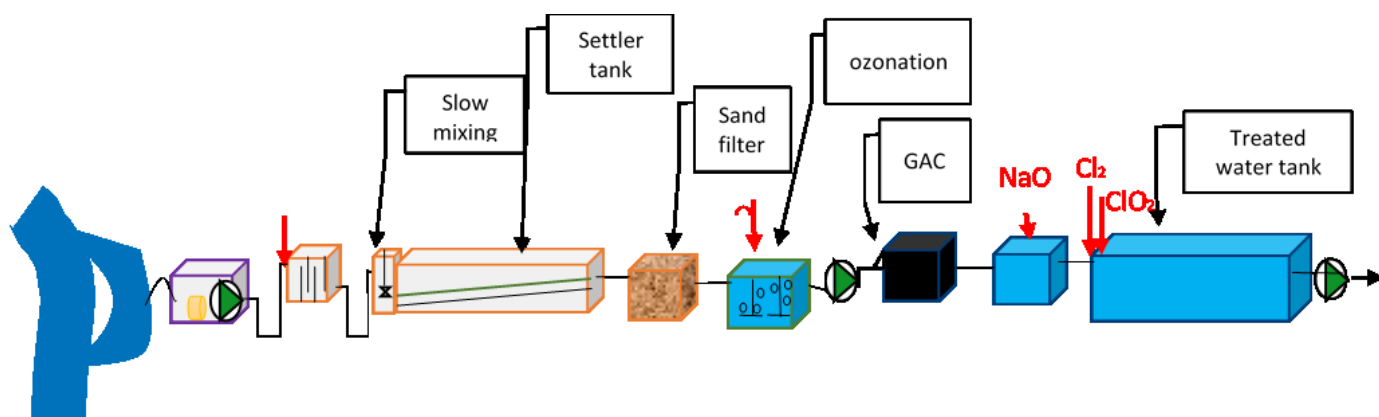 Slow
mixing
Settler
tank
Sand
filter
ozonation
GAC
NaO
Cl₂
ClO₂
Treated
water tank